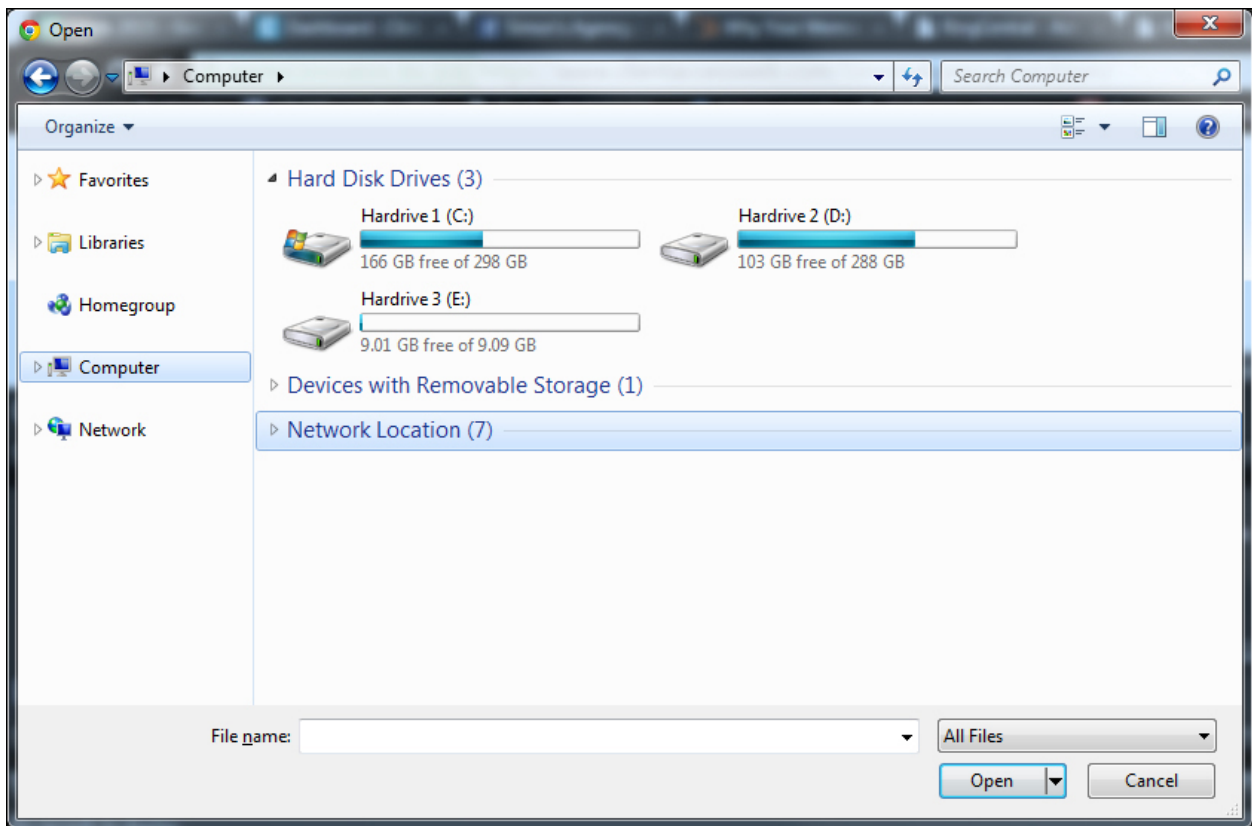 Open
Computer
Search Computer
Organize
Favorites
Libraries
Homegroup
Computer
Network
Hard Disk Drives (3)
Hardrive 1 (C:)
166 GB free of 298 GB
Hardrive 2 (D:)
103 GB free of 288 GB
Hardrive 3 (E:)
9.01 GB free of 9.09 GB
Devices with Removable Storage (1)
Network Location (7)
File name:
All Files
Open
Cancel